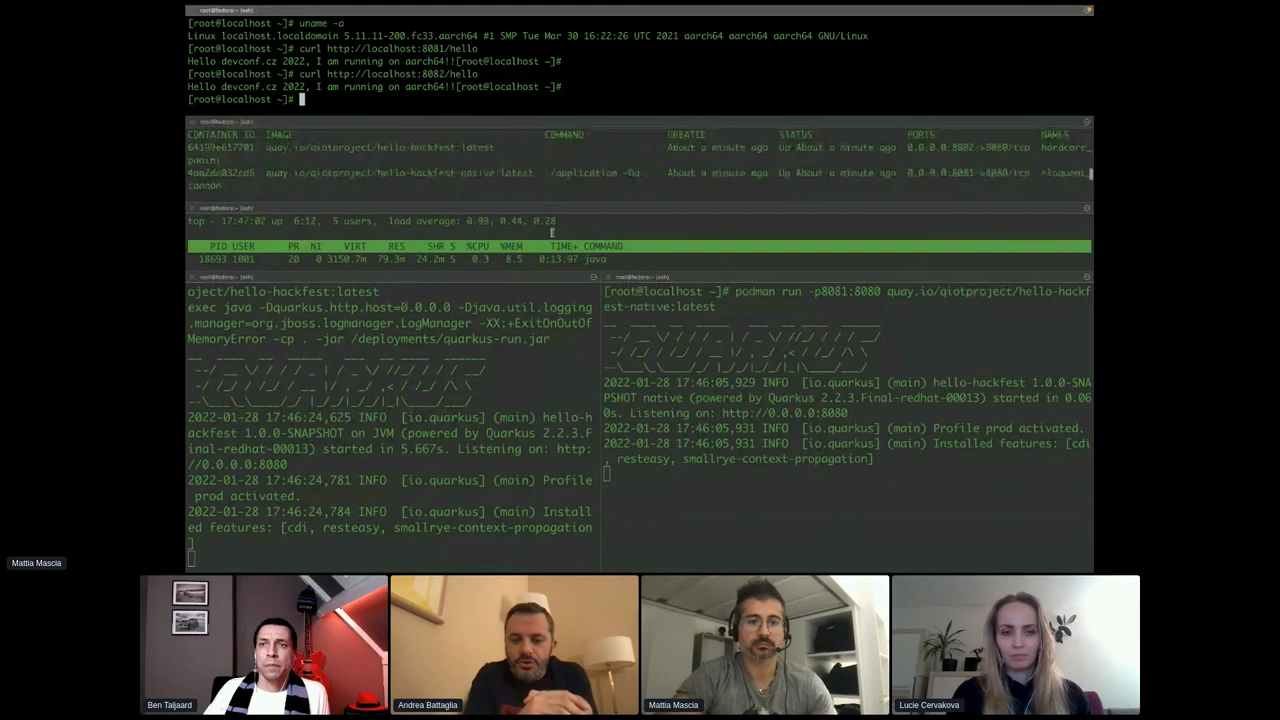 root@fedora:~ (ssh)
[root@localhost ~]# uname -a
Linux localhost.localdomain 5.11.11-200.fc33.aarch64 #1 SMP Tue Mar 30 16:22:26 UTC 2021 aarch64 aarch64 aarch64 GNU/Linux
[root@localhost ~]# curl http://localhost:8081/hello
Hello devconf.cz 2022, I am running on aarch64!![root@localhost ~]#
[root@localhost ~]# curl http://localhost:8082/hello
Hello devconf.cz 2022, I am running on aarch64!![root@localhost ~]#
[root@localhost ~]#
root@fedora:~ (ssh)
CONTAINER ID IMAGE COMMAND CREATED STATUS PORTS NAMES
quay.io/qiotproject/hello-hackfest:latest About a minute ago Up About a minute ago 0.0.0.0:8082->8080/tcp hardcore_
quay.io/qiotproject/hello-hackfest-native:latest About a minute ago Up About a minute ago 0.0.0.0:8081->8080/tcp
root@fedora:~ (ssh)
top - 17:47:02 up 6:12, 5 users, load average: 0.93, 0.44, 0.28
PID USER PR NI VIRT RES SHR S %CPU %MEM TIME+ COMMAND
18693 1001 20 0 3150.7m 79.3m 24.2m S 0.3 8.5 0:13.97 java
root@fedora:~ (ssh)
oject/hello-hackfest:latest
exec java -Dquarkus.http.host=0.0.0.0 -Djava.util.logging
.manager=org.jboss.logmanager.LogManager -XX:+ExitOnOutOf
MemoryError -cp . -jar /deployments/quarkus-run.jar
2022-01-28 17:46:24,625 INFO [io.quarkus] (main) hello-h
ackfest 1.0.0-SNAPSHOT on JVM (powered by Quarkus 2.2.3.F
inal-redhat-00013) started in 5.667s. Listening on: http:
//0.0.0.0:8080
2022-01-28 17:46:24,781 INFO [io.quarkus] (main) Profile
prod activated.
2022-01-28 17:46:24,784 INFO [io.quarkus] (main) Install
ed features: [cdi, resteasy, smallrye-context-propagation
]
root@fedora:~ (ssh)
[root@localhost ~]# podman run -p8081:8080 quay.io/qiotproject/hello-hackf
est-native:latest
2022-01-28 17:46:05,929 INFO [io.quarkus] (main) hello-hackfest 1.0.0-SNA
PSHOT native (powered by Quarkus 2.2.3.Final-redhat-00013) started in 0.06
0s. Listening on: http://0.0.0.0:8080
2022-01-28 17:46:05,931 INFO [io.quarkus] (main) Profile prod activated.
2022-01-28 17:46:05,931 INFO [io.quarkus] (main) Installed features: [cdi
, resteasy, smallrye-context-propagation]
Mattia Mascia
Ben Taljaard
Andrea Battaglia
Mattia Mascia
Lucie Cervakova